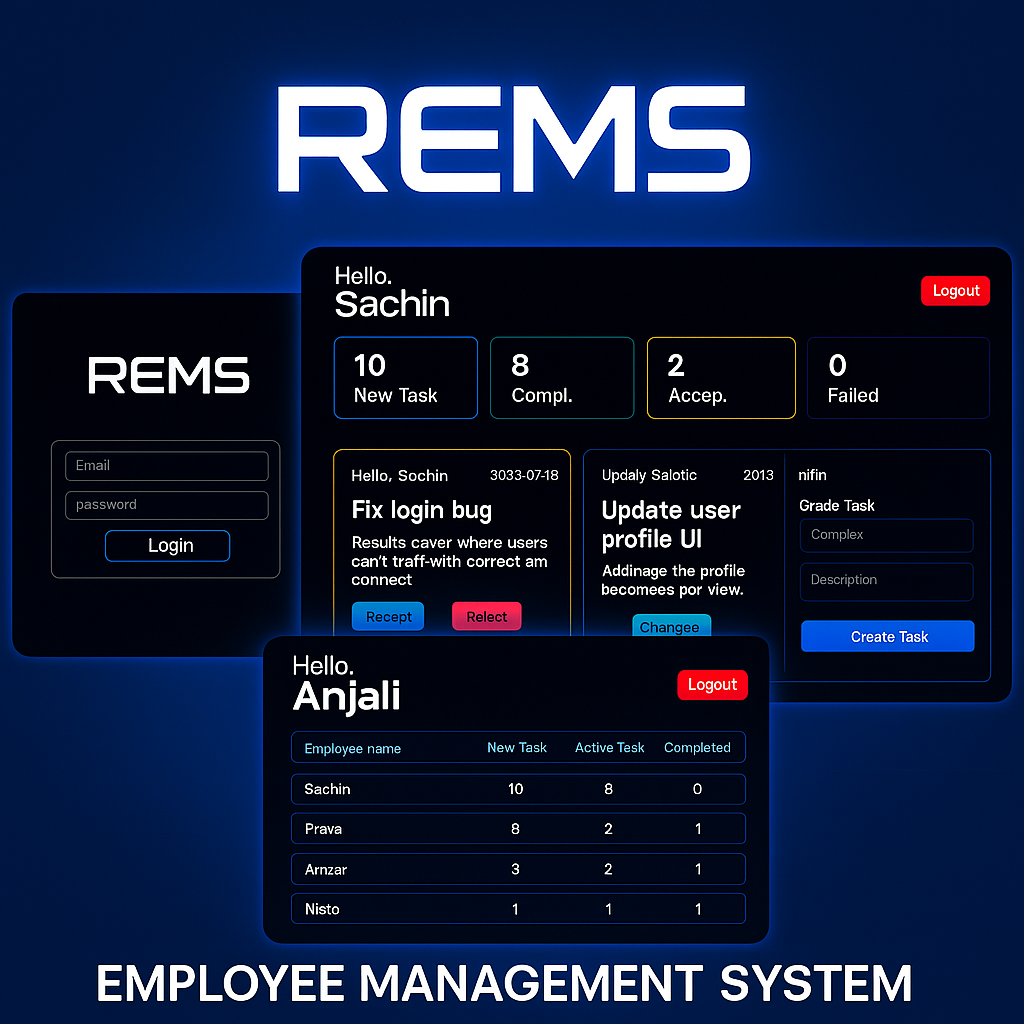 REMS
REMS
Email
password
Login
Hello.
Sachin
Logout
10
New Task
8
Compl.
2
Accep.
0
Failed
Hello, Sochin 3033-07-18
Fix login bug
Results caver where users
can't traff-with correct am
connect
Recept Relect
Updaly Salotic 2013
Update user
profile UI
Addinage the profile
becomees por view.
Changee
nifin
Grade Task
Complex
Description
Create Task
Hello.
Anjali
Logout
Employee name New Task Active Tesk Completed
Sachin 10 8 0
Prava 8 2 1
Arnzar 3 2 1
Nisto 1 1 1
EMPLOYEE MANAGEMENT SYSTEM